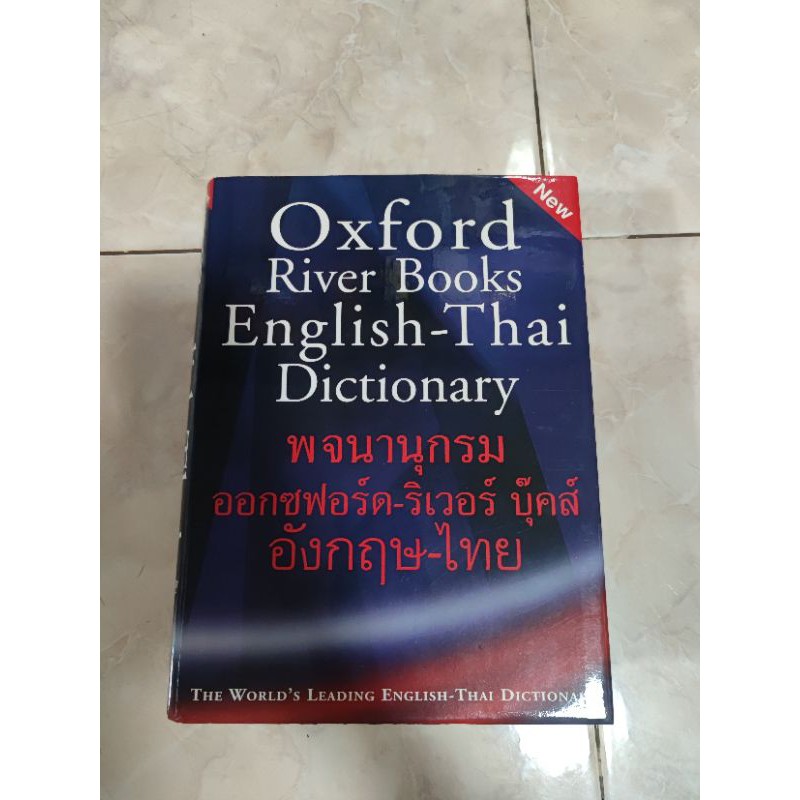 New
Oxford
River Books
English-Thai
Dictionary
พจนานุกรม
ออกซฟอร์ด-ริเวอร์ บุ๊คส์
อังกฤษ-ไทย
THE WORLD'S LEADING ENGLISH-THAI